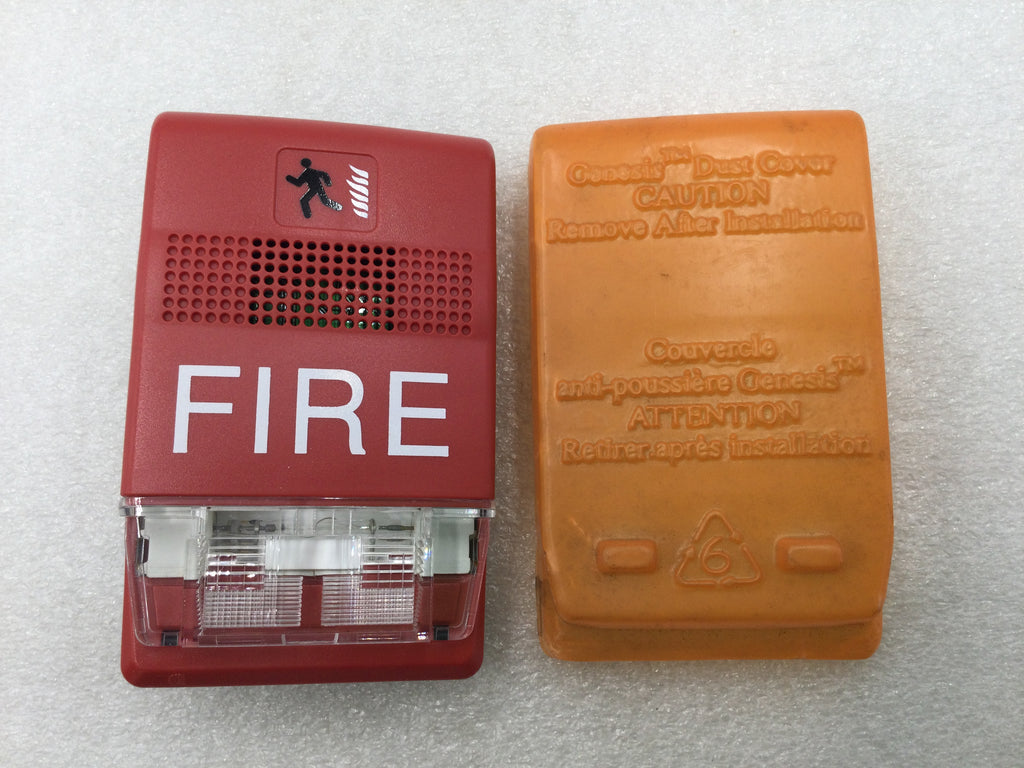 FIRE
Genesis™ Dust Cover
CAUTION
Remove After Installation
Couvercle
anti-poussière Genesis™
ATTENTION
Retirer après installation
6